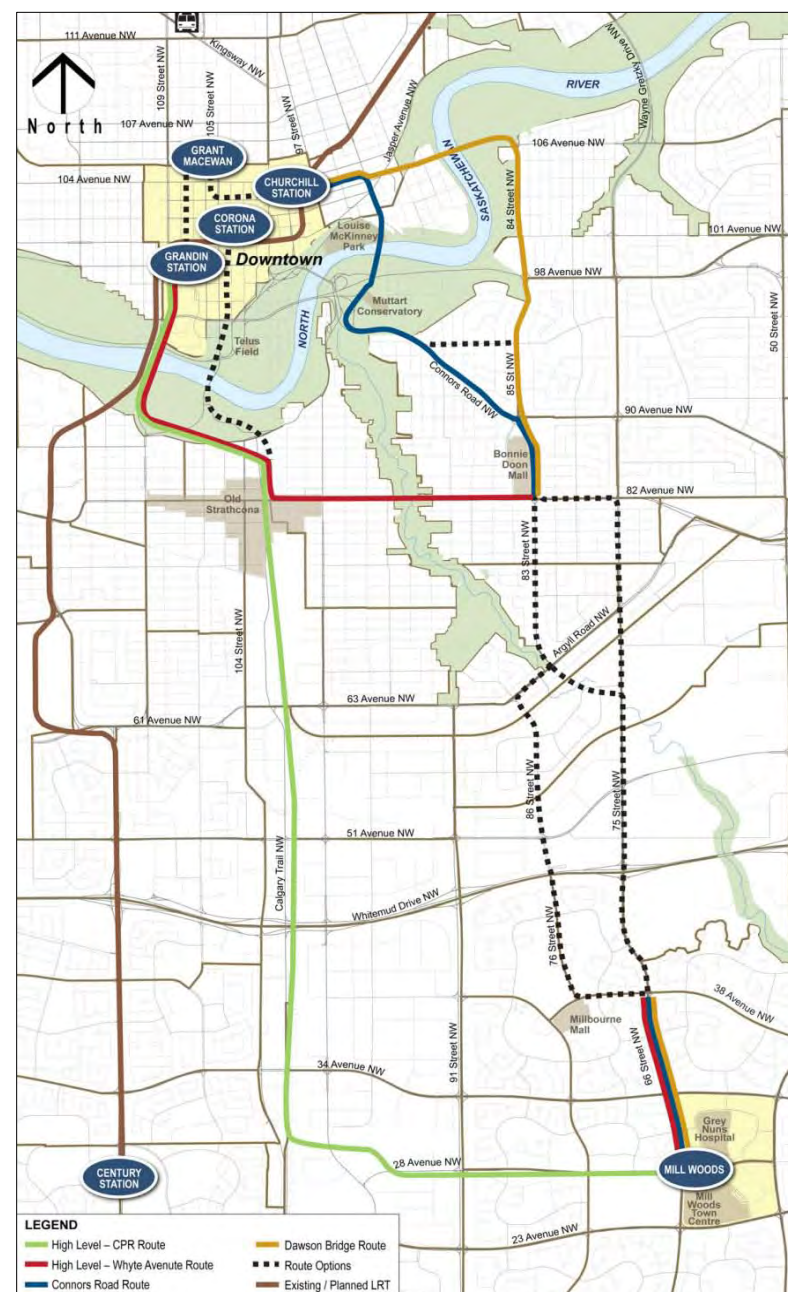 111 Avenue NW
Kingsway NW
109 Street NW
105 Street NW
97 Street NW
Wayne Gretzky Drive NW
RIVER
North
107 Avenue NW
Jasper Avenue NW
SASKATCHEWAN
106 Avenue NW
GRANT
MACEWAN
104 Avenue NW
CHURCHILL
STATION
84 Street NW
CORONA
STATION
Louise
McKinney
Park
101 Avenue NW
GRANDIN
STATION
Downtown
98 Avenue NW
50 Street NW
Muttart
Conservatory
NORTH
Telus
Field
85 St NW
Connors Road NW
90 Avenue NW
Bonnie
Doon
Mall
Old
Strathcona
82 Avenue NW
83 Street NW
Argyll Road NW
104 Street NW
63 Avenue NW
61 Avenue NW
86 Street NW
75 Street NW
51 Avenue NW
Calgary Trail NW
Whitemud Drive NW
76 Street NW
38 Avenue NW
Millbourne
Mall
66 Street NW
91 Street NW
34 Avenue NW
Grey
Nuns
Hospital
CENTURY
STATION
28 Avenue NW
MILL WOODS
Mill
Woods
Town
Centre
23 Avenue NW
LEGEND
High Level – CPR Route
High Level – Whyte Avenute Route
Connors Road Route
Dawson Bridge Route
Route Options
Existing / Planned LRT